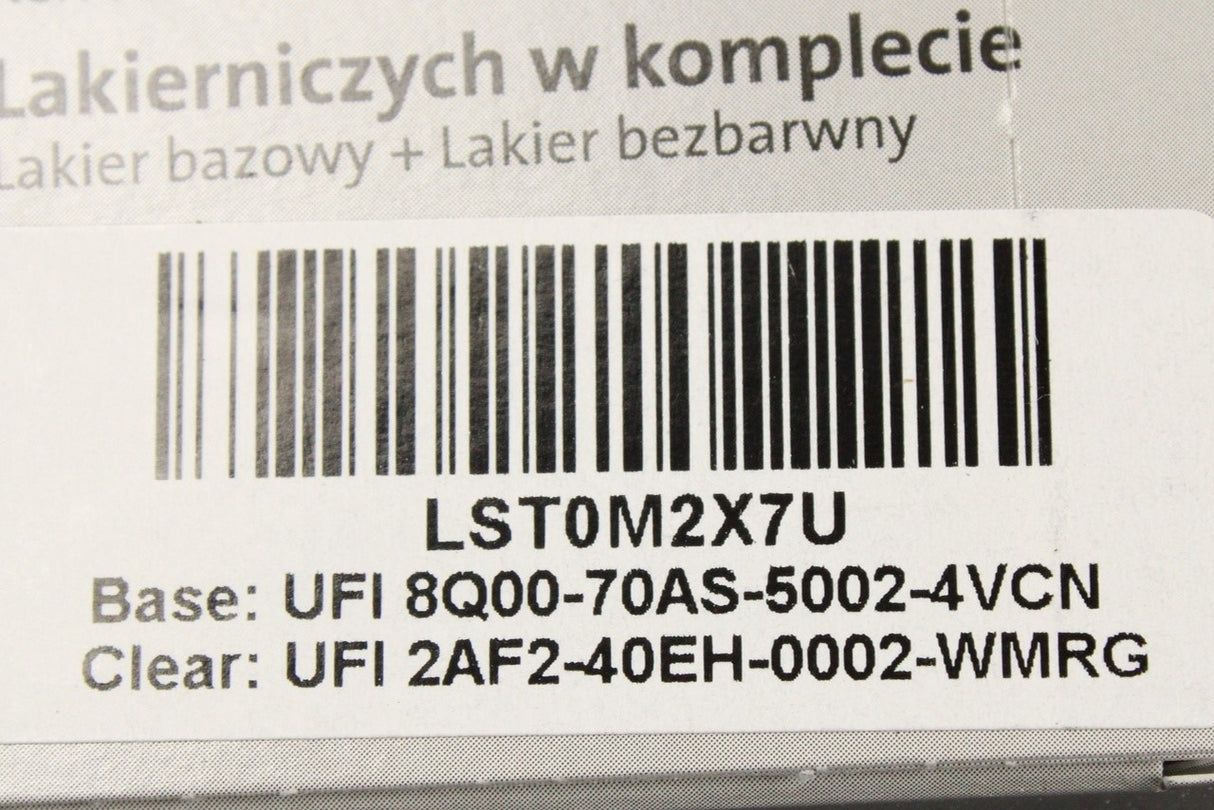 Lakierniczych w komplecie
Lakier bazowy + Lakier bezbarwny
LST0M2X7U
Base: UFI 8Q00-70AS-5002-4VCN
Clear: UFI 2AF2-40EH-0002-WMRG